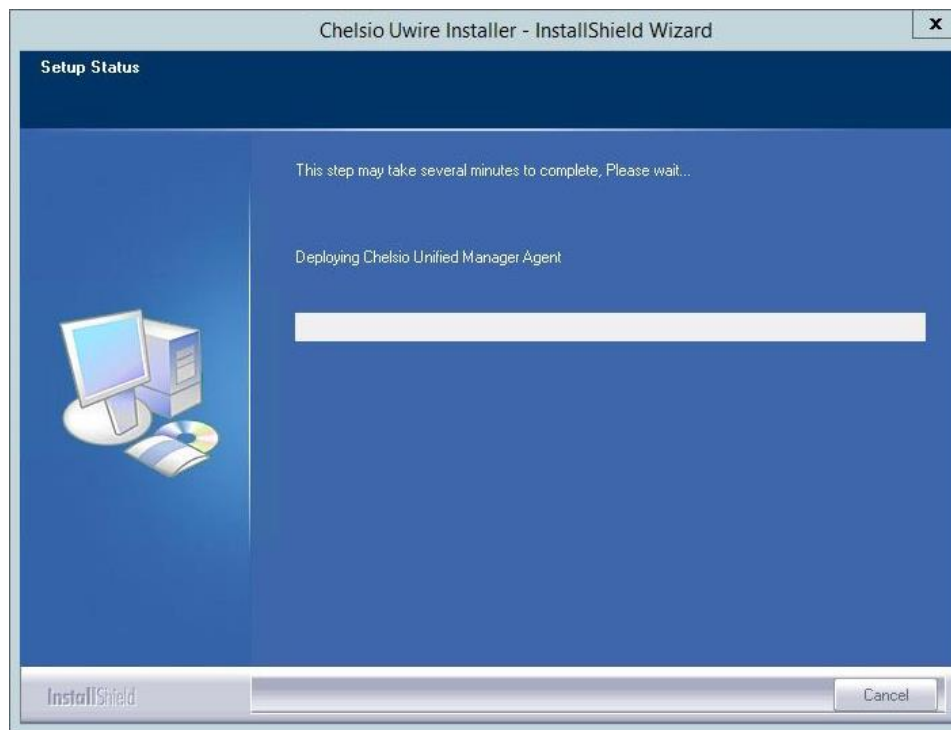 Chelsio Uwire Installer - InstallShield Wizard
x
Setup Status
This step may take several minutes to complete, Please wait...
Deploying Chelsio Unified Manager Agent
InstallShield
Cancel